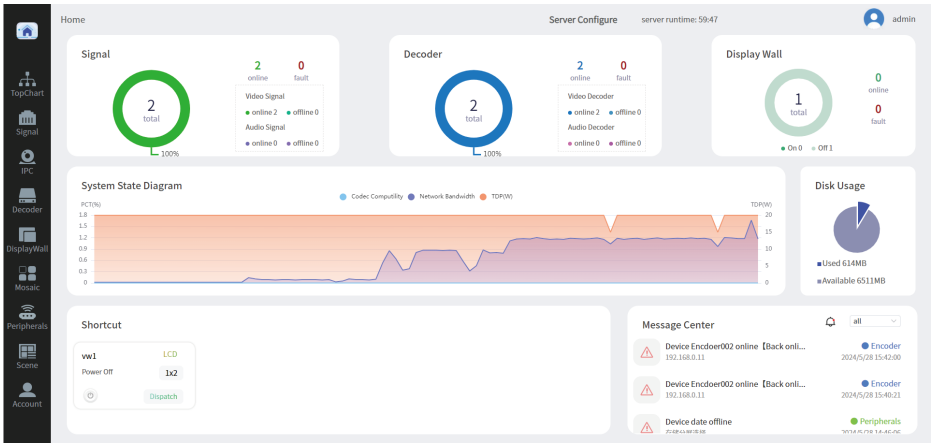 Home
Server Configure
server runtime: 59:47
admin
TopChart
Signal
IPC
Decoder
DisplayWall
Mosaic
Peripherals
Scene
Account
Signal
2
total
100%
2 0
online fault
Video Signal
online 2 offline 0
Audio Signal
online 0 offline 0
Decoder
2
total
100%
2 0
online fault
Video Decoder
online 2 offline 0
Audio Decoder
online 0 offline 0
Display Wall
1
total
On 0 Off 1
0
online
0
fault
System State Diagram
Codec Computility Network Bandwidth TDP(W)
PCT(%)
TDP(W)
1.8
1.5
1.2
0.9
0.6
0.3
0
20
15
10
5
0
Disk Usage
Used 614MB
Available 6511MB
Shortcut
vw1 LCD
Power Off 1x2
Dispatch
Message Center
all
Device Encdoer002 online【Back onli...
Encoder
192.168.0.11
2024/5/28 15:42:00
Device Encdoer002 online【Back onli...
Encoder
192.168.0.11
2024/5/28 15:40:21
Device date offline
Peripherals